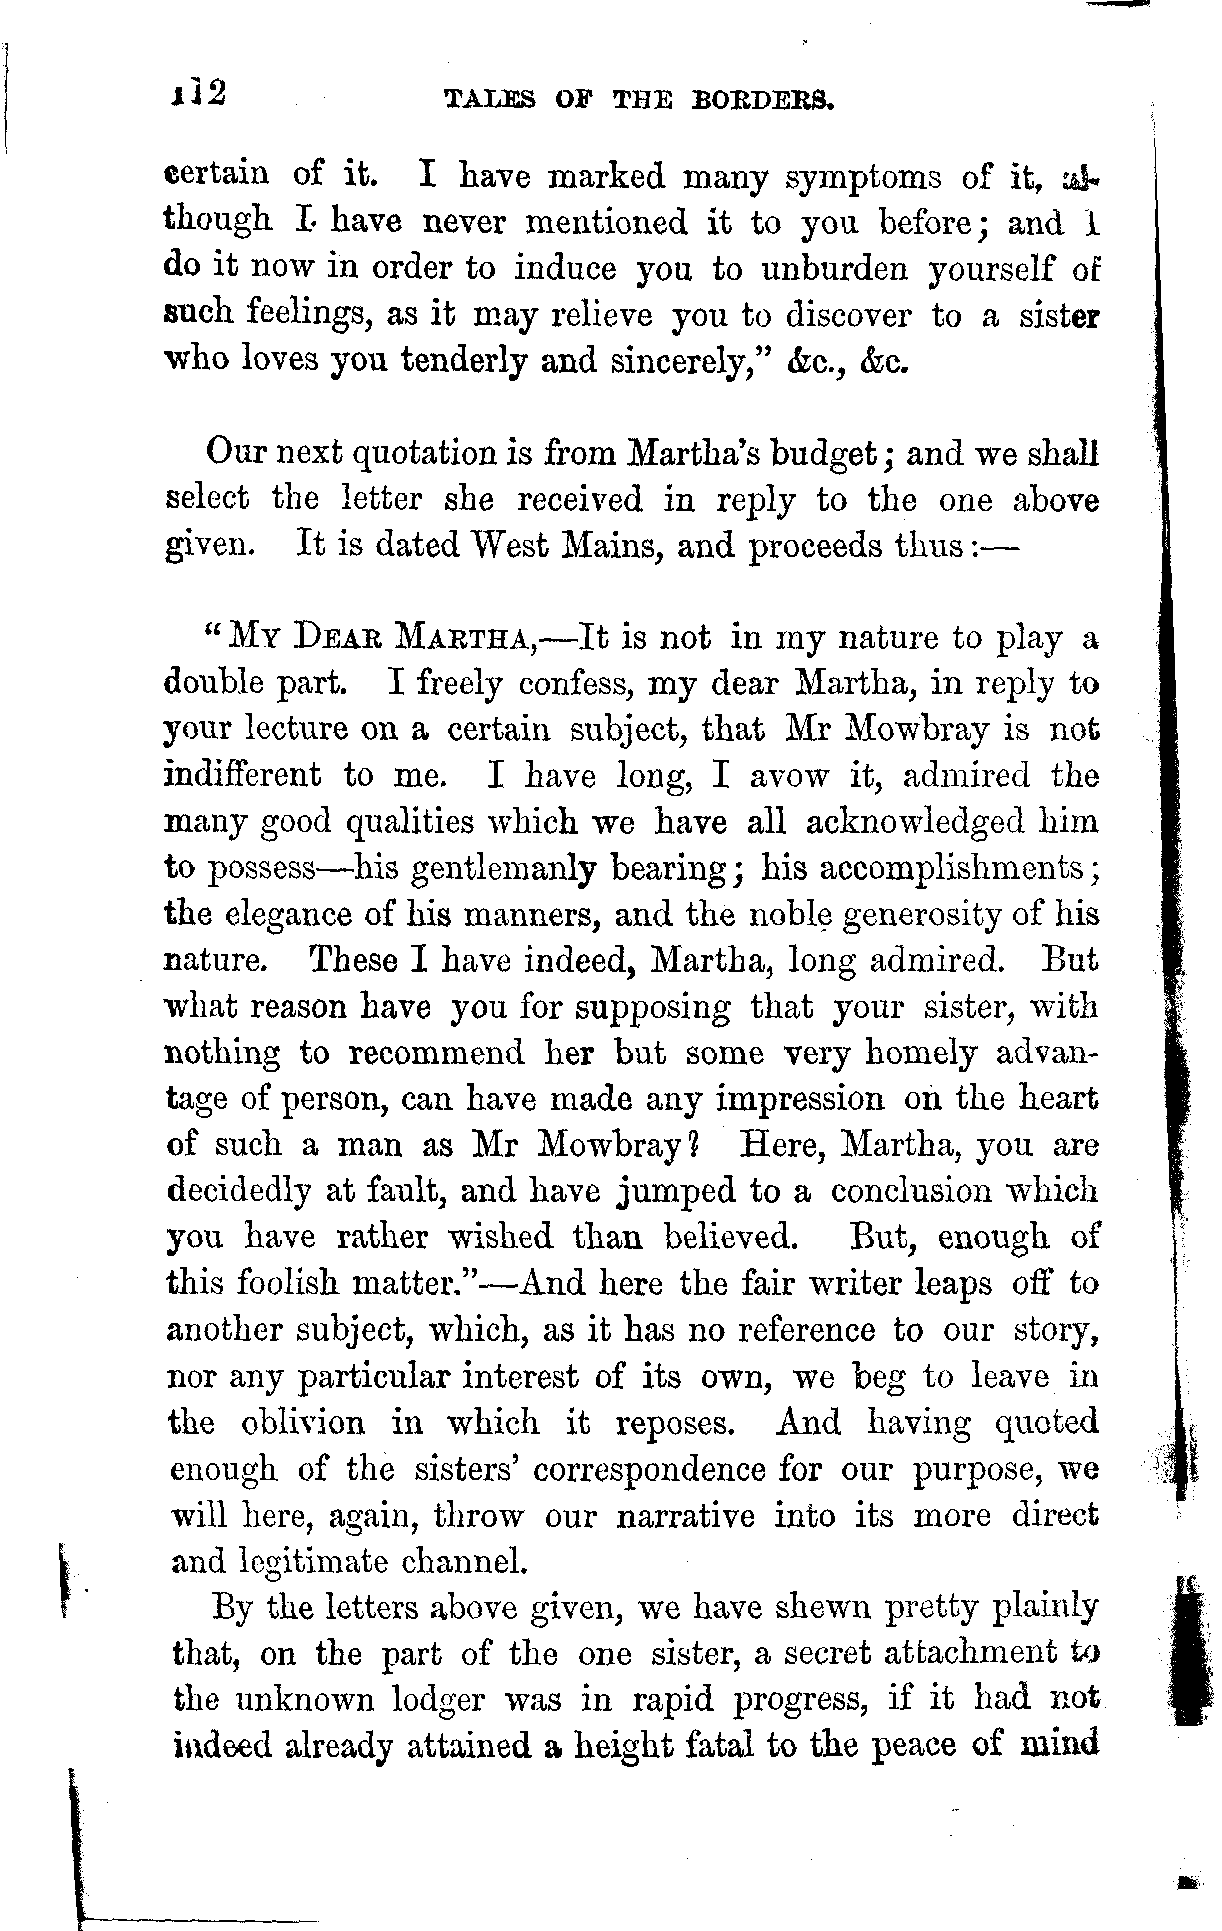 112 TALES OF THE BORDERS.
certain of it. I have marked many symptoms of it, al-
though I have never mentioned it to you before; and I
do it now in order to induce you to unburden yourself of
such feelings, as it may relieve you to discover to a sister
who loves you tenderly and sincerely,” &c., &c.
Our next quotation is from Martha’s budget; and we shall
select the letter she received in reply to the one above
given. It is dated West Mains, and proceeds thus:—
“MY DEAR MARTHA,—It is not in my nature to play a
double part. I freely confess, my dear Martha, in reply to
your lecture on a certain subject, that Mr Mowbray is not
indifferent to me. I have long, I avow it, admired the
many good qualities which we have all acknowledged him
to possess—his gentlemanly bearing; his accomplishments;
the elegance of his manners, and the noble generosity of his
nature. These I have indeed, Martha, long admired. But
what reason have you for supposing that your sister, with
nothing to recommend her but some very homely advan-
tage of person, can have made any impression on the heart
of such a man as Mr Mowbray? Here, Martha, you are
decidedly at fault, and have jumped to a conclusion which
you have rather wished than believed. But, enough of
this foolish matter.”—And here the fair writer leaps off to
another subject, which, as it has no reference to our story,
nor any particular interest of its own, we beg to leave in
the oblivion in which it reposes. And having quoted
enough of the sisters’ correspondence for our purpose, we
will here, again, throw our narrative into its more direct
and legitimate channel.
By the letters above given, we have shewn pretty plainly
that, on the part of the one sister, a secret attachment to
the unknown lodger was in rapid progress, if it had not
indeed already attained a height fatal to the peace of mind